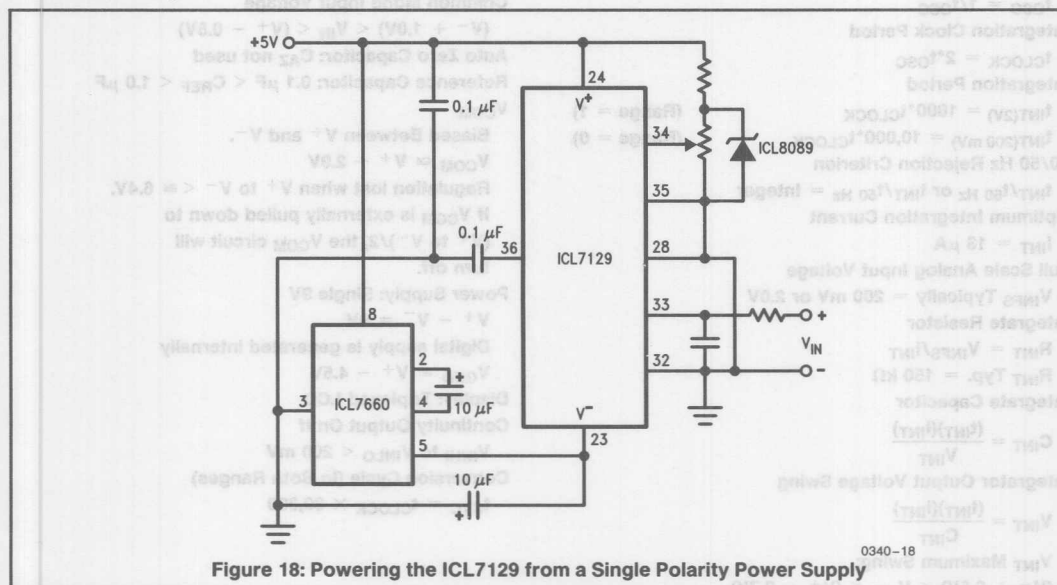 +5V
24
V+
0.1 μF
34
ICL8089
35
0.1 μF
36
ICL7129
28
8
33
+
VIN
2
+
32
-
3
ICL7660
4
10 μF
V-
5
23
10 μF
+
0340-18
Figure 18: Powering the ICL7129 from a Single Polarity Power Supply